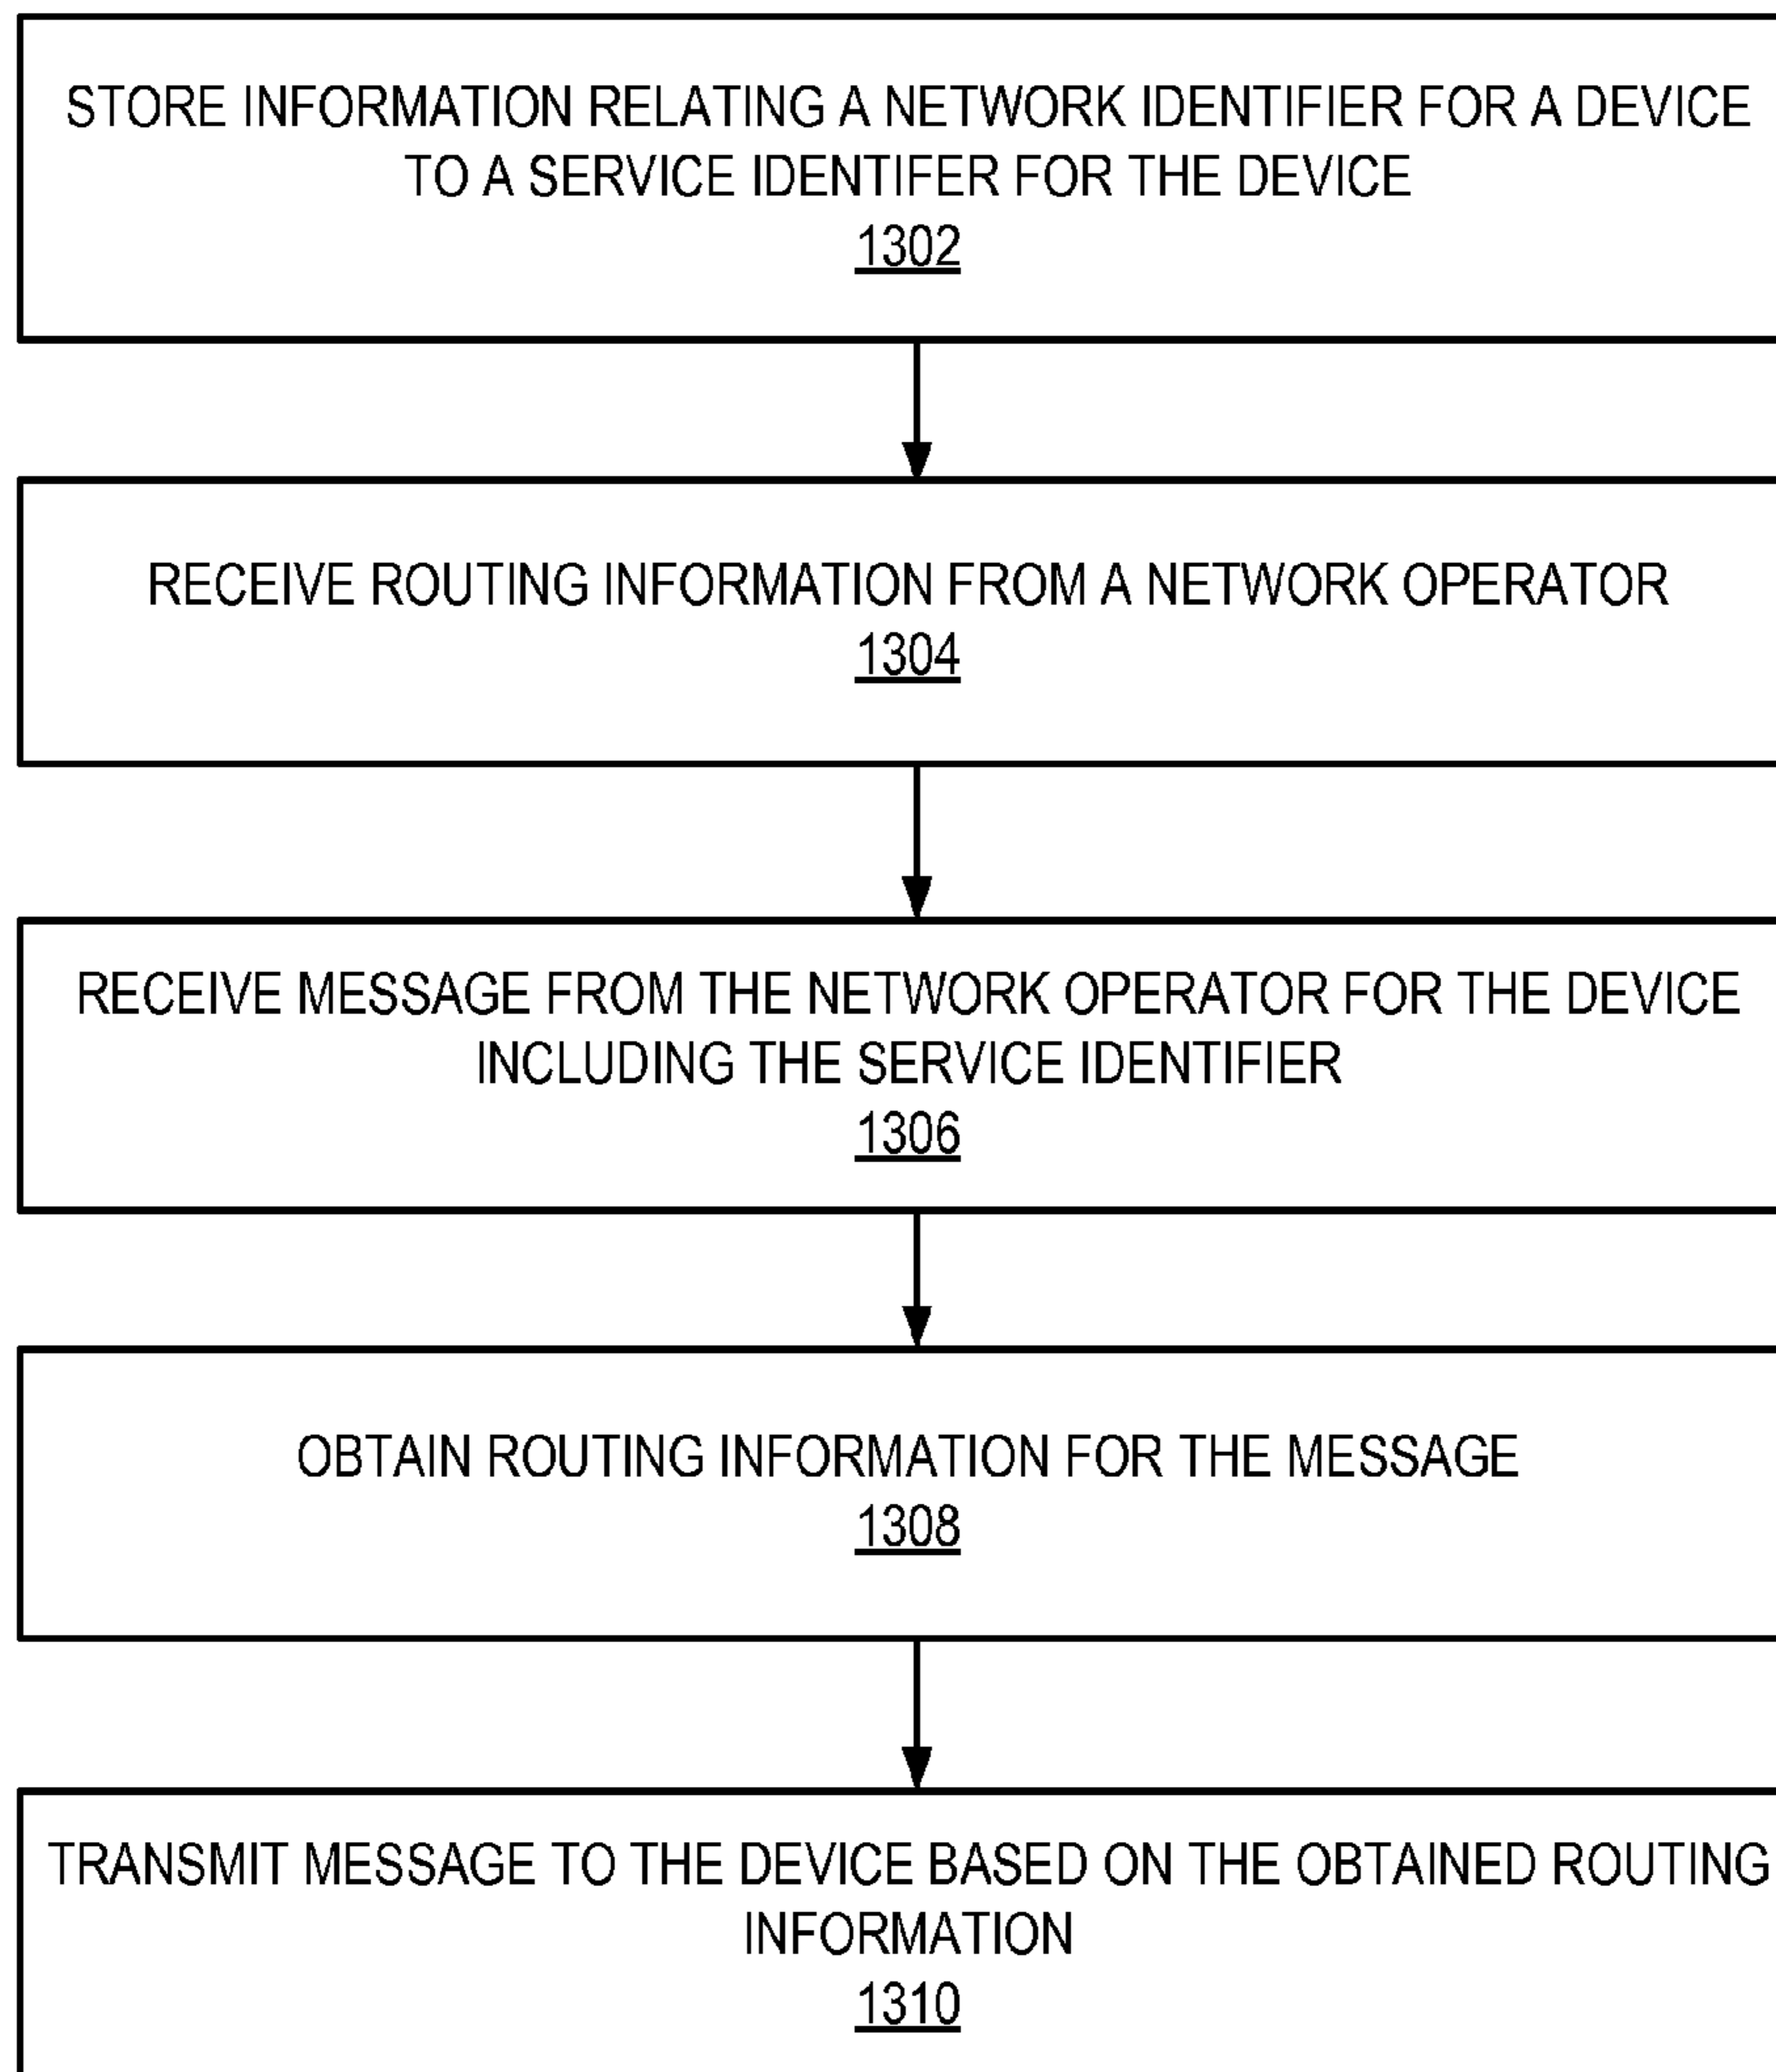 STORE INFORMATION RELATING A NETWORK IDENTIFIER FOR A DEVICE
TO A SERVICE IDENTIFER FOR THE DEVICE
1302
RECEIVE ROUTING INFORMATION FROM A NETWORK OPERATOR
1304
RECEIVE MESSAGE FROM THE NETWORK OPERATOR FOR THE DEVICE
INCLUDING THE SERVICE IDENTIFIER
1306
OBTAIN ROUTING INFORMATION FOR THE MESSAGE
1308
TRANSMIT MESSAGE TO THE DEVICE BASED ON THE OBTAINED ROUTING
INFORMATION
1310